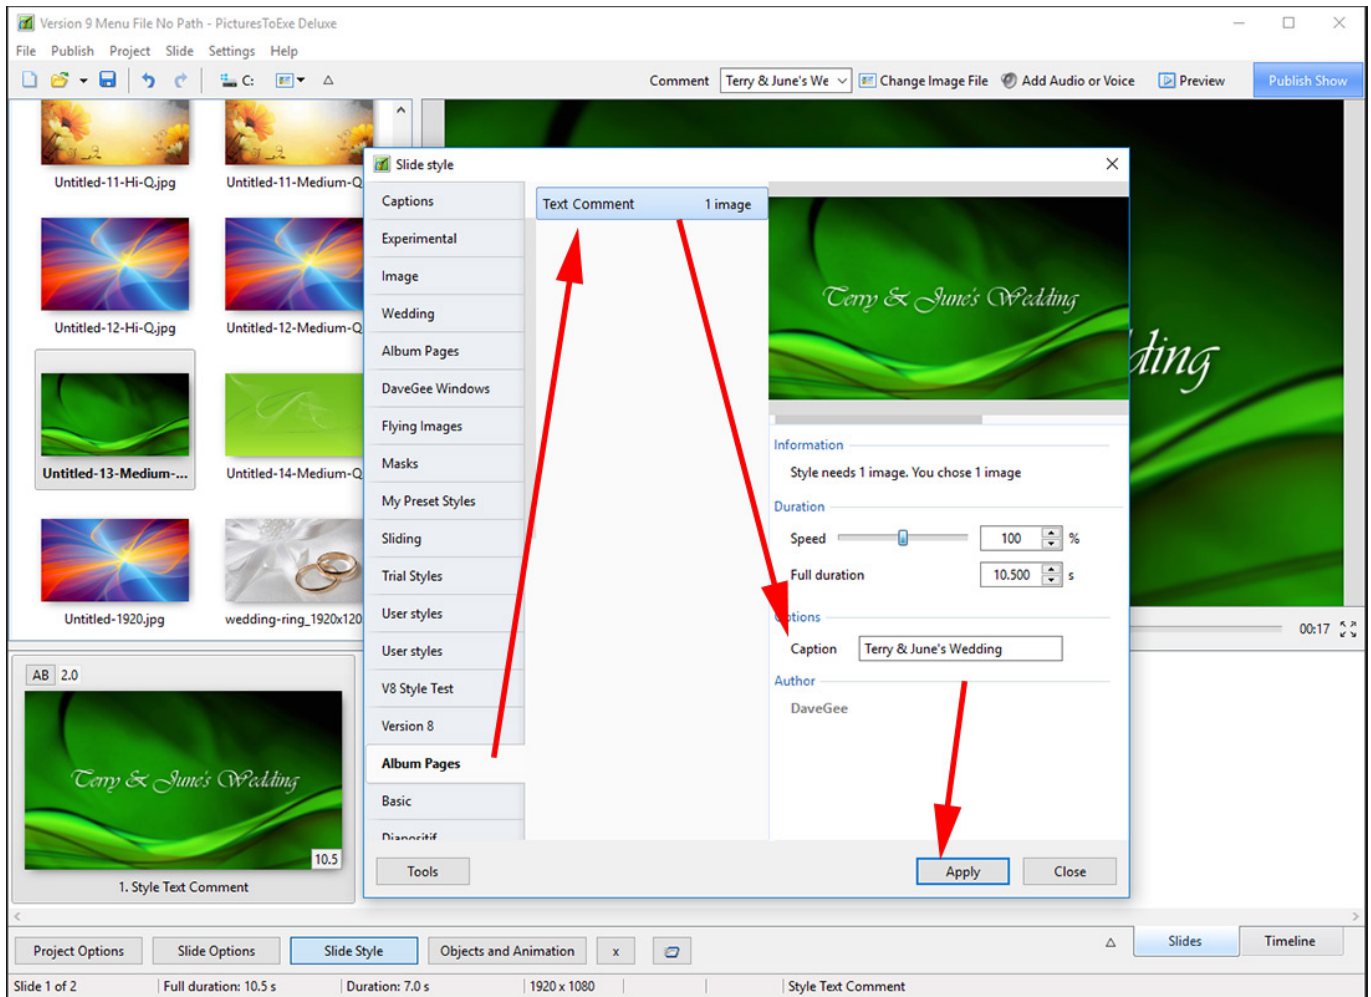 Version 9 Menu File No Path - PicturesToExe Deluxe
File Publish Project Slide Settings Help
C: Comment Terry & June's We Change Image File Add Audio or Voice Preview Publish Show
Untitled-11-Hi-Q.jpg Untitled-11-Medium-Q
Untitled-12-Hi-Q.jpg Untitled-12-Medium-Q
Untitled-13-Medium-... Untitled-14-Medium-Q
Untitled-1920.jpg wedding-ring_1920x120
Slide style
Captions
Experimental
Image
Wedding
Album Pages
DaveGee Windows
Flying Images
Masks
My Preset Styles
Sliding
Trial Styles
User styles
User styles
V8 Style Test
Version 8
Album Pages
Basic
Diapositif
Text Comment 1 image
Terry & June's Wedding
Information
Style needs 1 image. You chose 1 image
Duration
Speed 100 %
Full duration 10.500 s
Options
Caption Terry & June's Wedding
Author
DaveGee
Tools Apply Close
ding
00:17
AB 2.0
Terry & June's Wedding
10.5
1. Style Text Comment
Project Options Slide Options Slide Style Objects and Animation x Slides Timeline
Slide 1 of 2 Full duration: 10.5 s Duration: 7.0 s 1920 x 1080 Style Text Comment